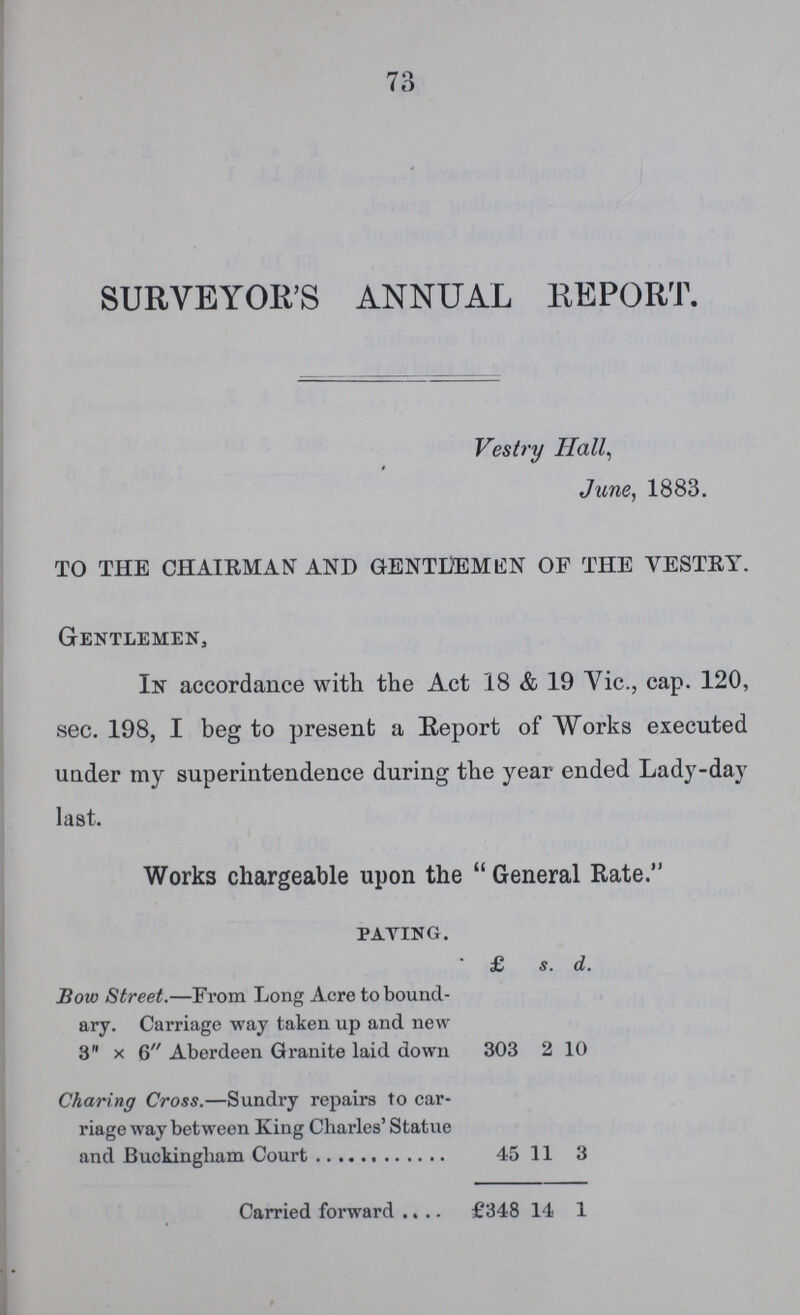 73
SURVEYOR'S ANNUAL REPORT.
Vestry Hall,
June, 1883.
TO THE CHAIRMAN AND GENTLEMEN OF THE VESTRY.
GENTLEMEN,
IN accordance with the Act 18 & 19 Vic., cap. 120,
sec. 198, I beg to present a Report of Works executed
under my superintendence during the year ended Lady-day
last.
Works chargeable upon the "General Rate."
PAVING.
£ s. d.
Bow Street.—From Long Acre to bound-
ary. Carriage way taken up and new
3" x 6" Aberdeen Granite laid down 303 2 10
Charing Cross.—Sundry repairs to car-
riage way between King Charles' Statue
and Buckingham Court ............ 45 11 3
Carried forward .... £348 14 1